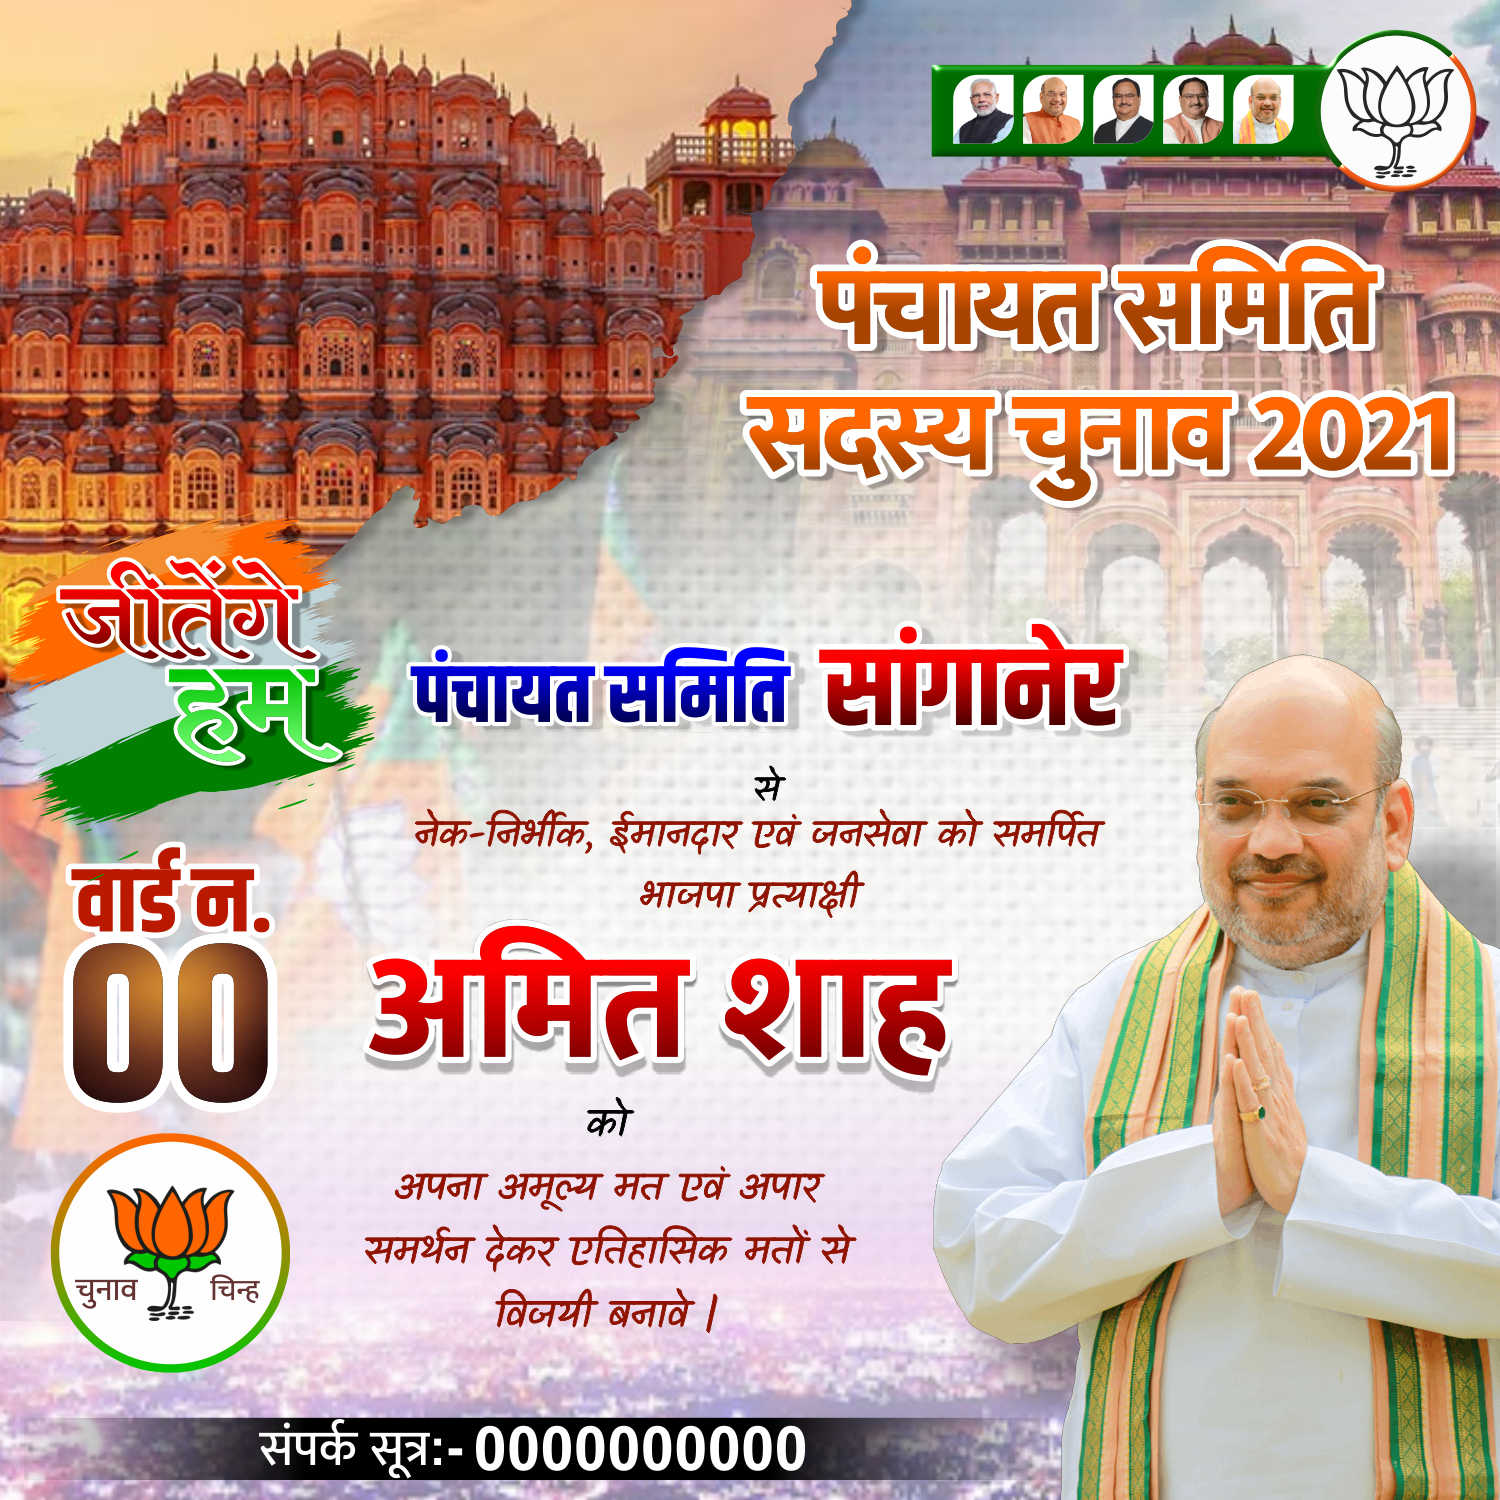 पंचायत समिति
सदस्य चुनाव 2021
जीतेंगे
हम
पंचायत समिति सांगानेर
से
नेक-निर्भीक, ईमानदार एवं जनसेवा को समर्पित
भाजपा प्रत्याक्षी
वार्ड न.
00
अमित शाह
को
अपना अमूल्य मत एवं अपार
समर्थन देकर एतिहासिक मतों से
विजयी बनावे |
चुनाव चिन्ह
संपर्क सूत्र:- 0000000000